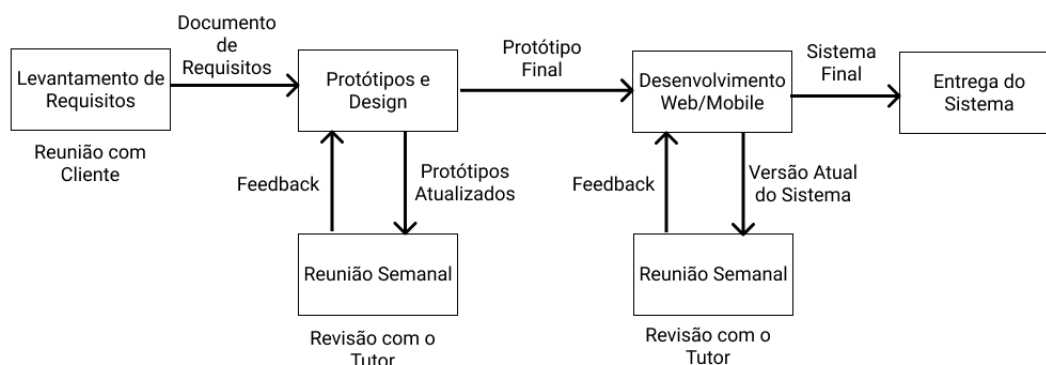 Documento
de
Requisitos
Levantamento de
Requisitos
Reunião com
Cliente
Protótipos e
Design
Protótipo
Final
Desenvolvimento
Web/Mobile
Sistema
Final
Entrega do
Sistema
Feedback
Protótipos
Atualizados
Feedback
Versão Atual
do Sistema
Reunião Semanal
Revisão com o
Tutor
Reunião Semanal
Revisão com o
Tutor